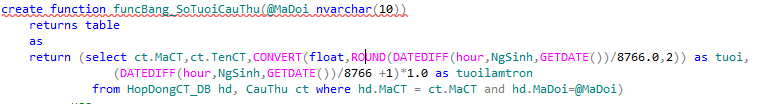 create function funcBang_SoTuoiCauThu(@MaDoi nvarchar(10))
returns table
as
return (select ct.MaCT,ct.TenCT,CONVERT(float,ROUND(DATEDIFF(hour,NgSinh,GETDATE())/8766.0,2)) as tuoi,
(DATEDIFF(hour,NgSinh,GETDATE())/8766 +1)*1.0 as tuoilamtron
from HopDongCT_DB hd, CauThu ct where hd.MaCT = ct.MaCT and hd.MaDoi=@MaDoi)